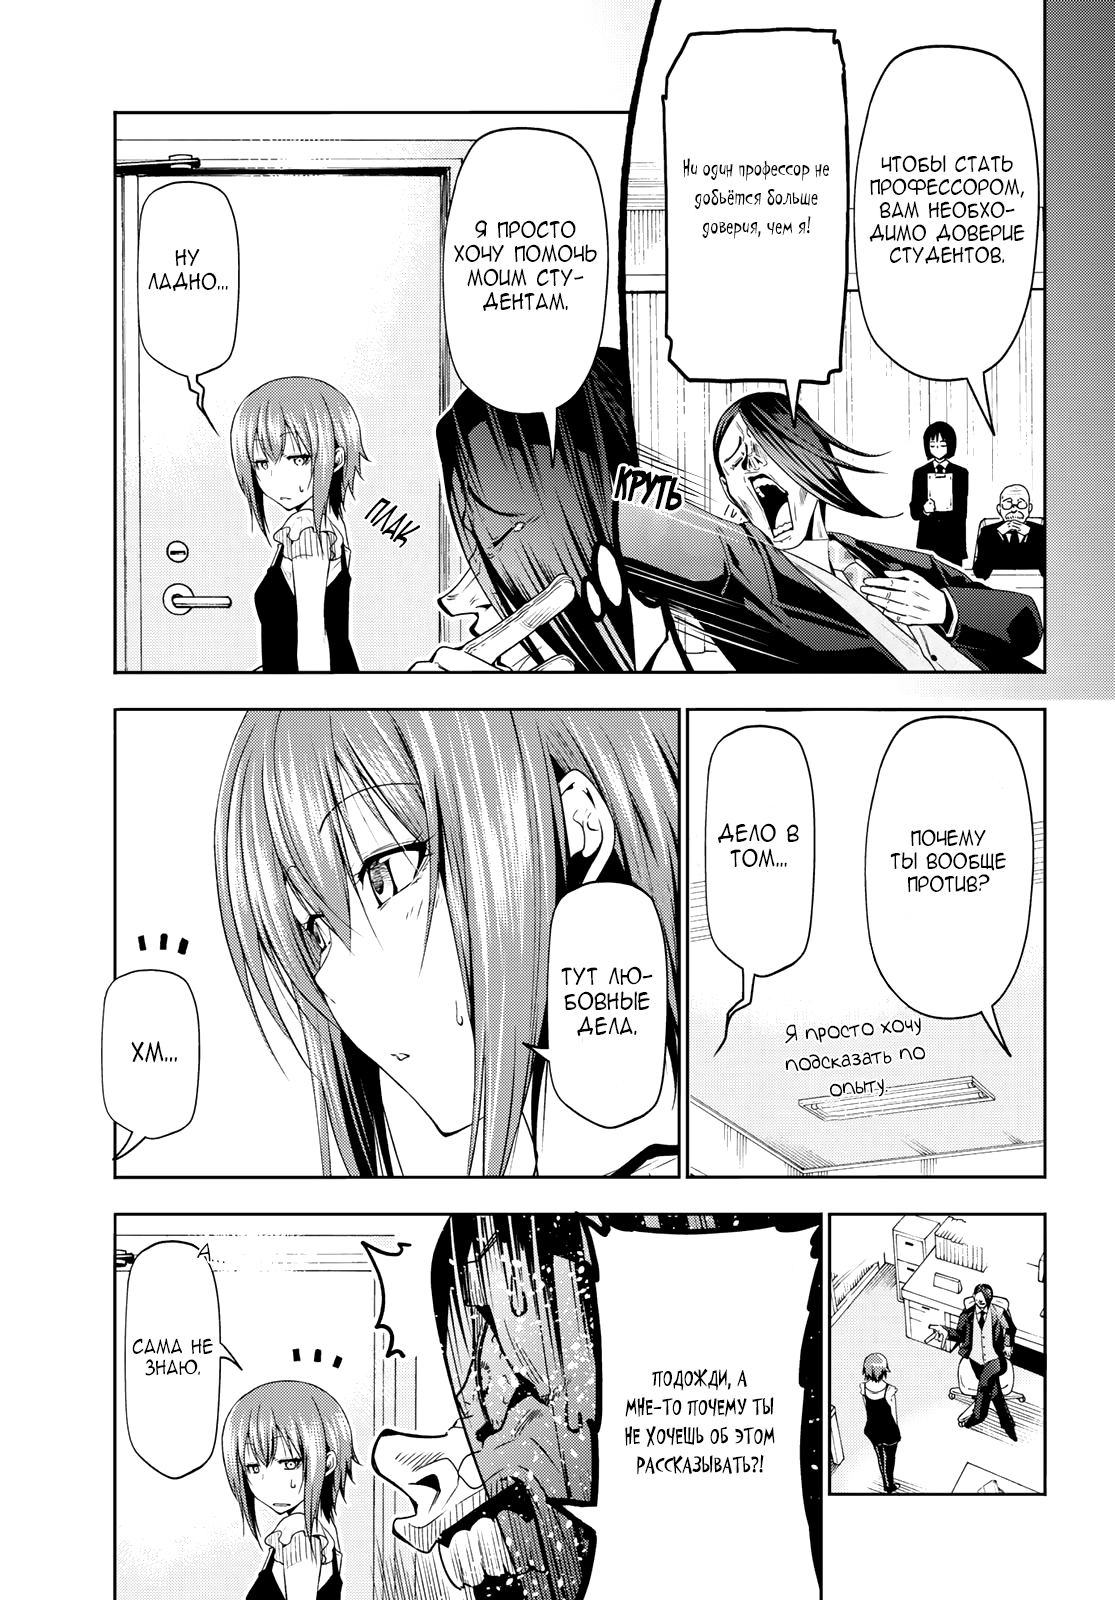 ЧТОБЫ СТАТЬ
ПРОФЕССОРОМ,
ВАМ НЕОБХО-
ДИМО ДОВЕРИЕ
СТУДЕНТОВ.
Ни один профессор не
добьётся больше
доверия, чем я!
КРУТЬ
Я ПРОСТО
ХОЧУ ПОМОЧЬ
МОИМ СТУ-
ДЕНТАМ.
ПЛДК
НУ
ЛАДНО...
ПОЧЕМУ
ТЫ ВООБЩЕ
ПРОТИВ?
Я просто хочу
подсказать по
опыту.
ДЕЛО В
ТОМ...
ТУТ ЛЮ-
БОВНЫЕ
ДЕЛА.
ХМ...
ПОДОЖДИ, А
МНЕ-ТО ПОЧЕМУ ТЫ
НЕ ХОЧЕШЬ ОБ ЭТОМ
РАССКАЗЫВАТЬ?!
А.
САМА НЕ
ЗНАЮ.